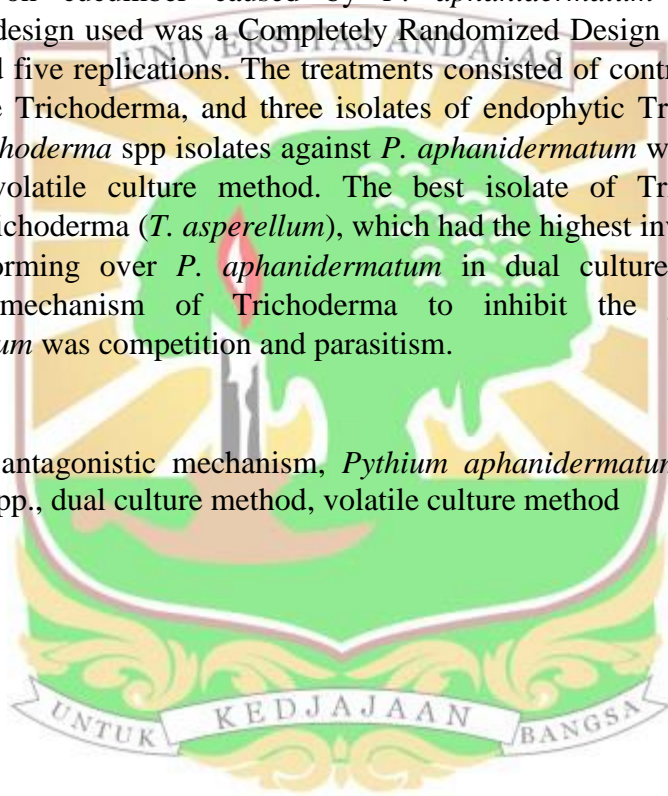 on cucumber caused by P. aphanidermatum
design used was a Completely Randomized Design
d five replications. The treatments consisted of contr
e Trichoderma, and three isolates of endophytic Tr
hoderma spp isolates against P. aphanidermatum w
volatile culture method. The best isolate of Tr
richoderma (T. asperellum), which had the highest inv
orming over P. aphanidermatum in dual culture
mechanism of Trichoderma to inhibit the
um was competition and parasitism.
antagonistic mechanism, Pythium aphanidermatum
pp., dual culture method, volatile culture method
UNIVERSITAS ANDALAS
UNTUK KEDJAJAAN BANGSA